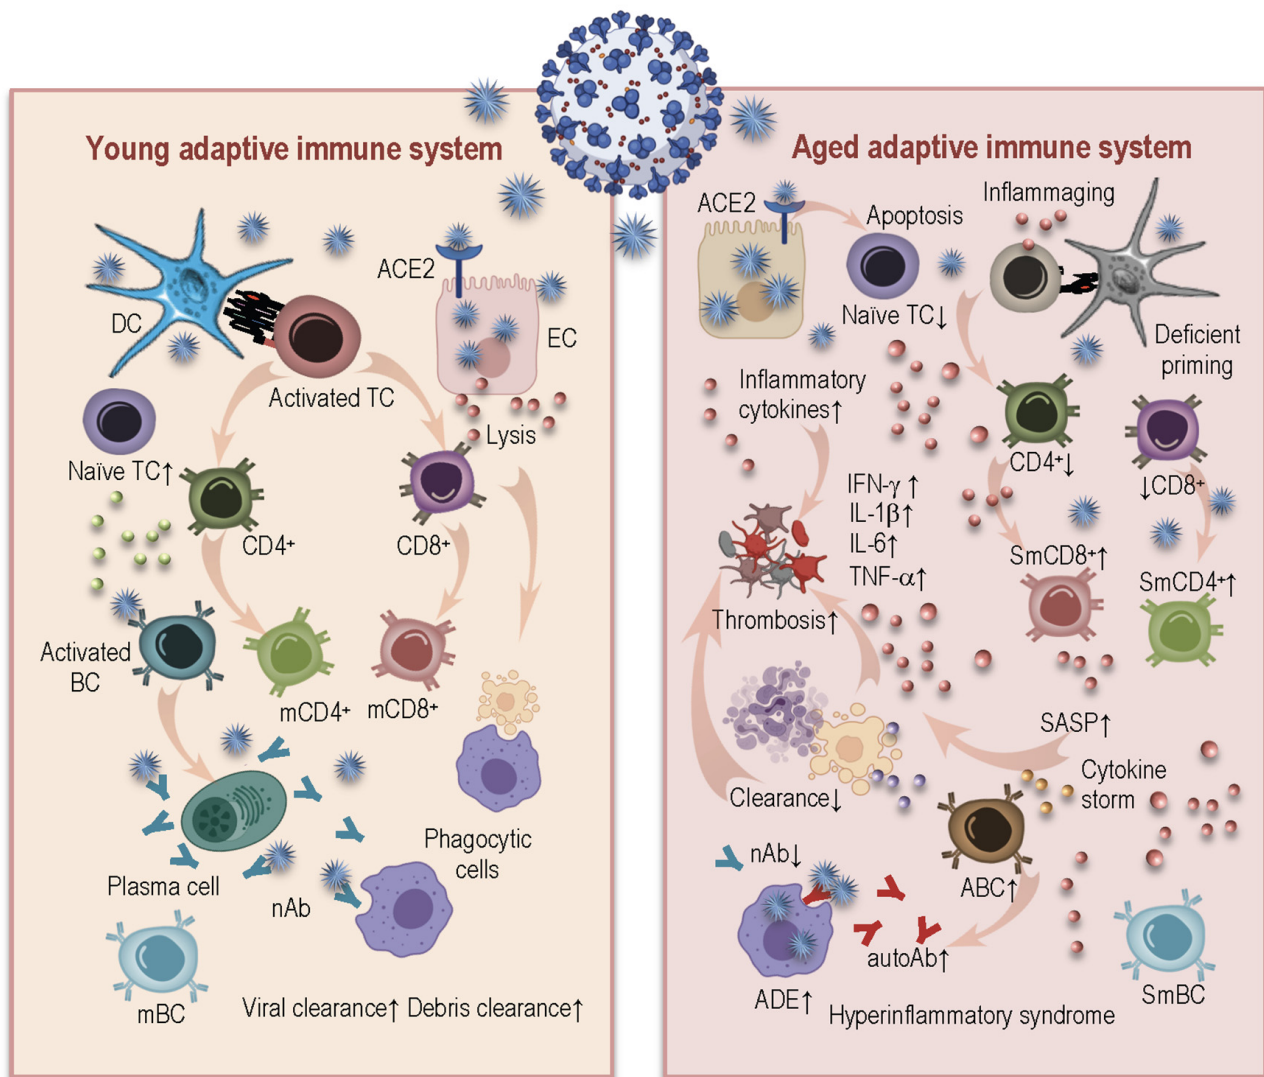 Young adaptive immune system
ACE2
DC
EC
Activated TC
Lysis
Naïve TC↑
CD4+
CD8+
Activated
BC
mCD4+
mCD8+
Phagocytic
cells
Plasma cell
nAb
mBC
Viral clearance↑ Debris clearance↑
Aged adaptive immune system
ACE2
Apoptosis
Inflammaging
Naïve TC↓
Deficient
priming
Inflammatory
cytokines↑
CD4+↓
↓CD8+
IFN-γ ↑
IL-1β↑
IL-6↑
TNF-α↑
SmCD8+↑
SmCD4+↑
Thrombosis↑
SASP↑
Cytokine
storm
Clearance↓
nAb↓
ABC↑
autoAb↑
ADE↑
Hyperinflammatory syndrome
SmBC